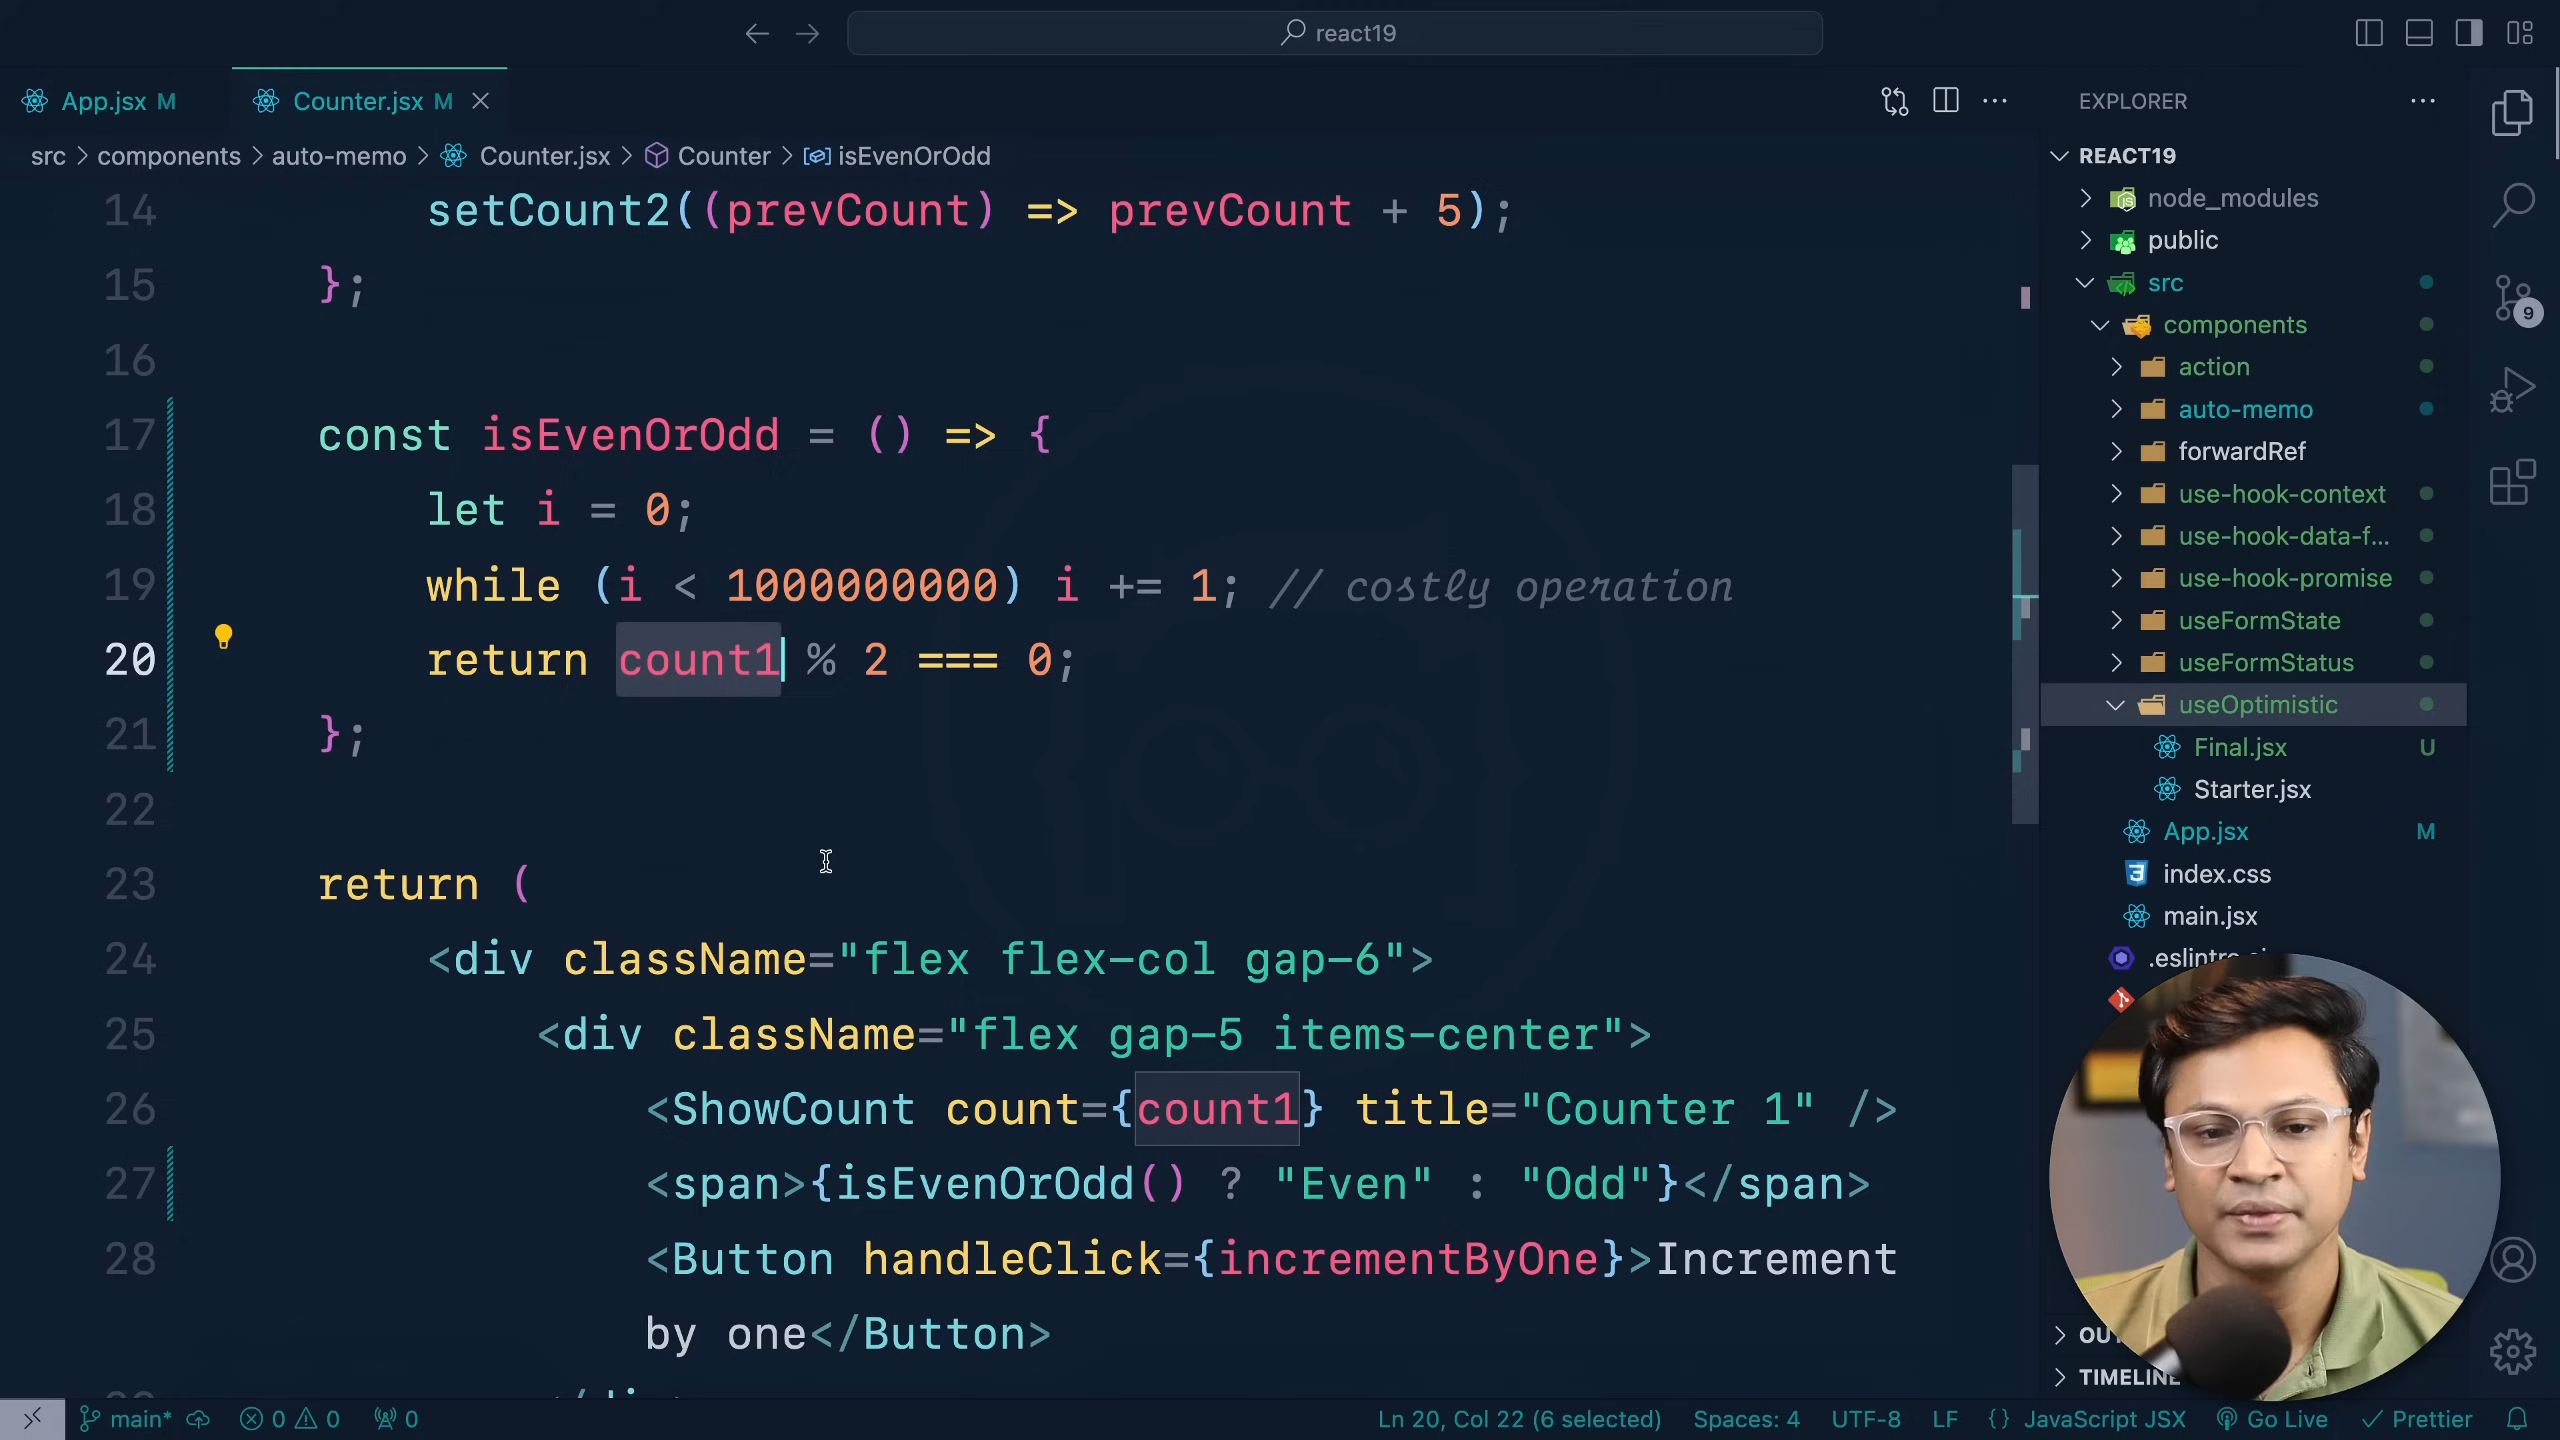 react19
App.jsx M
Counter.jsx M
EXPLORER
src > components > auto-memo > Counter.jsx > Counter > isEvenOrOdd
14 setCount2((prevCount) => prevCount + 5);
15 };
16
17 const isEvenOrOdd = () => {
18 let i = 0;
19 while (i < 1000000000) i += 1; // costly operation
20 return count1 % 2 === 0;
21 };
22
23 return (
24 <div className="flex flex-col gap-6">
25 <div className="flex gap-5 items-center">
26 <ShowCount count={count1} title="Counter 1" />
27 <span>{isEvenOrOdd() ? "Even" : "Odd"}</span>
28 <Button handleClick={incrementByOne}>Increment
by one</Button>
REACT19
node_modules
public
src
components
action
auto-memo
forwardRef
use-hook-context
use-hook-data-f...
use-hook-promise
useFormState
useFormStatus
useOptimistic
Final.jsx U
Starter.jsx
App.jsx M
index.css
main.jsx
TIMELINE
9
main* 0 0 0
Ln 20, Col 22 (6 selected) Spaces: 4 UTF-8 LF {} JavaScript JSX Go Live Prettier